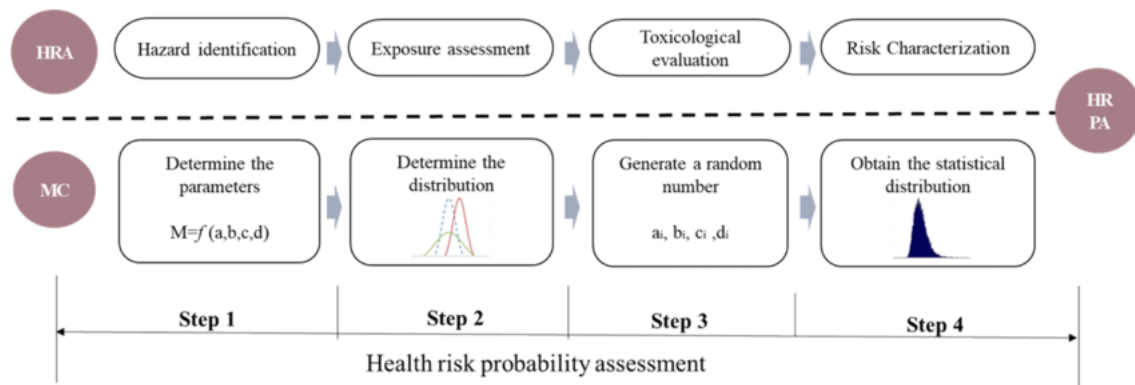 HRA
Hazard identification
Exposure assessment
Toxicological
evaluation
Risk Characterization
HR
PA
MC
Determine the
parameters
M=f (a,b,c,d)
Determine the
distribution
Generate a random
number
ai, bi, ci ,di
Obtain the statistical
distribution
Step 1
Step 2
Step 3
Step 4
Health risk probability assessment